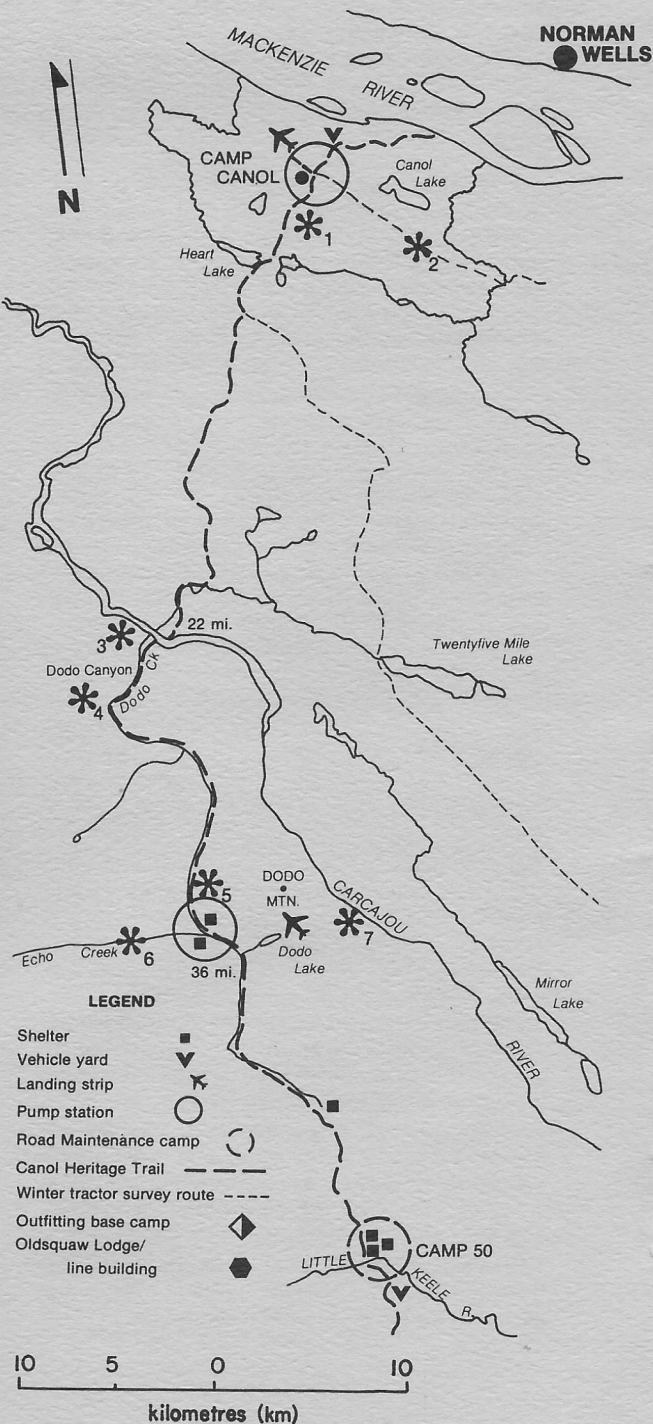 NORMAN
WELLS
MACKENZIE
RIVER
N
CAMP
CANOL
Canol
Lake
1
2
Heart
Lake
22 mi.
3
Twentyfive Mile
Lake
Dodo Canyon
Dodo Ck
4
5
DODO
MTN.
CARCAJOU
RIVER
7
Dodo
Lake
6
Echo Creek
36 mi.
Mirror
Lake
LEGEND
Shelter
Vehicle yard
Landing strip
Pump station
Road Maintenance camp
Canol Heritage Trail
Winter tractor survey route
Outfitting base camp
Oldsquaw Lodge/
line building
CAMP 50
LITTLE KEELE R.
10 5 0 10
kilometres (km)